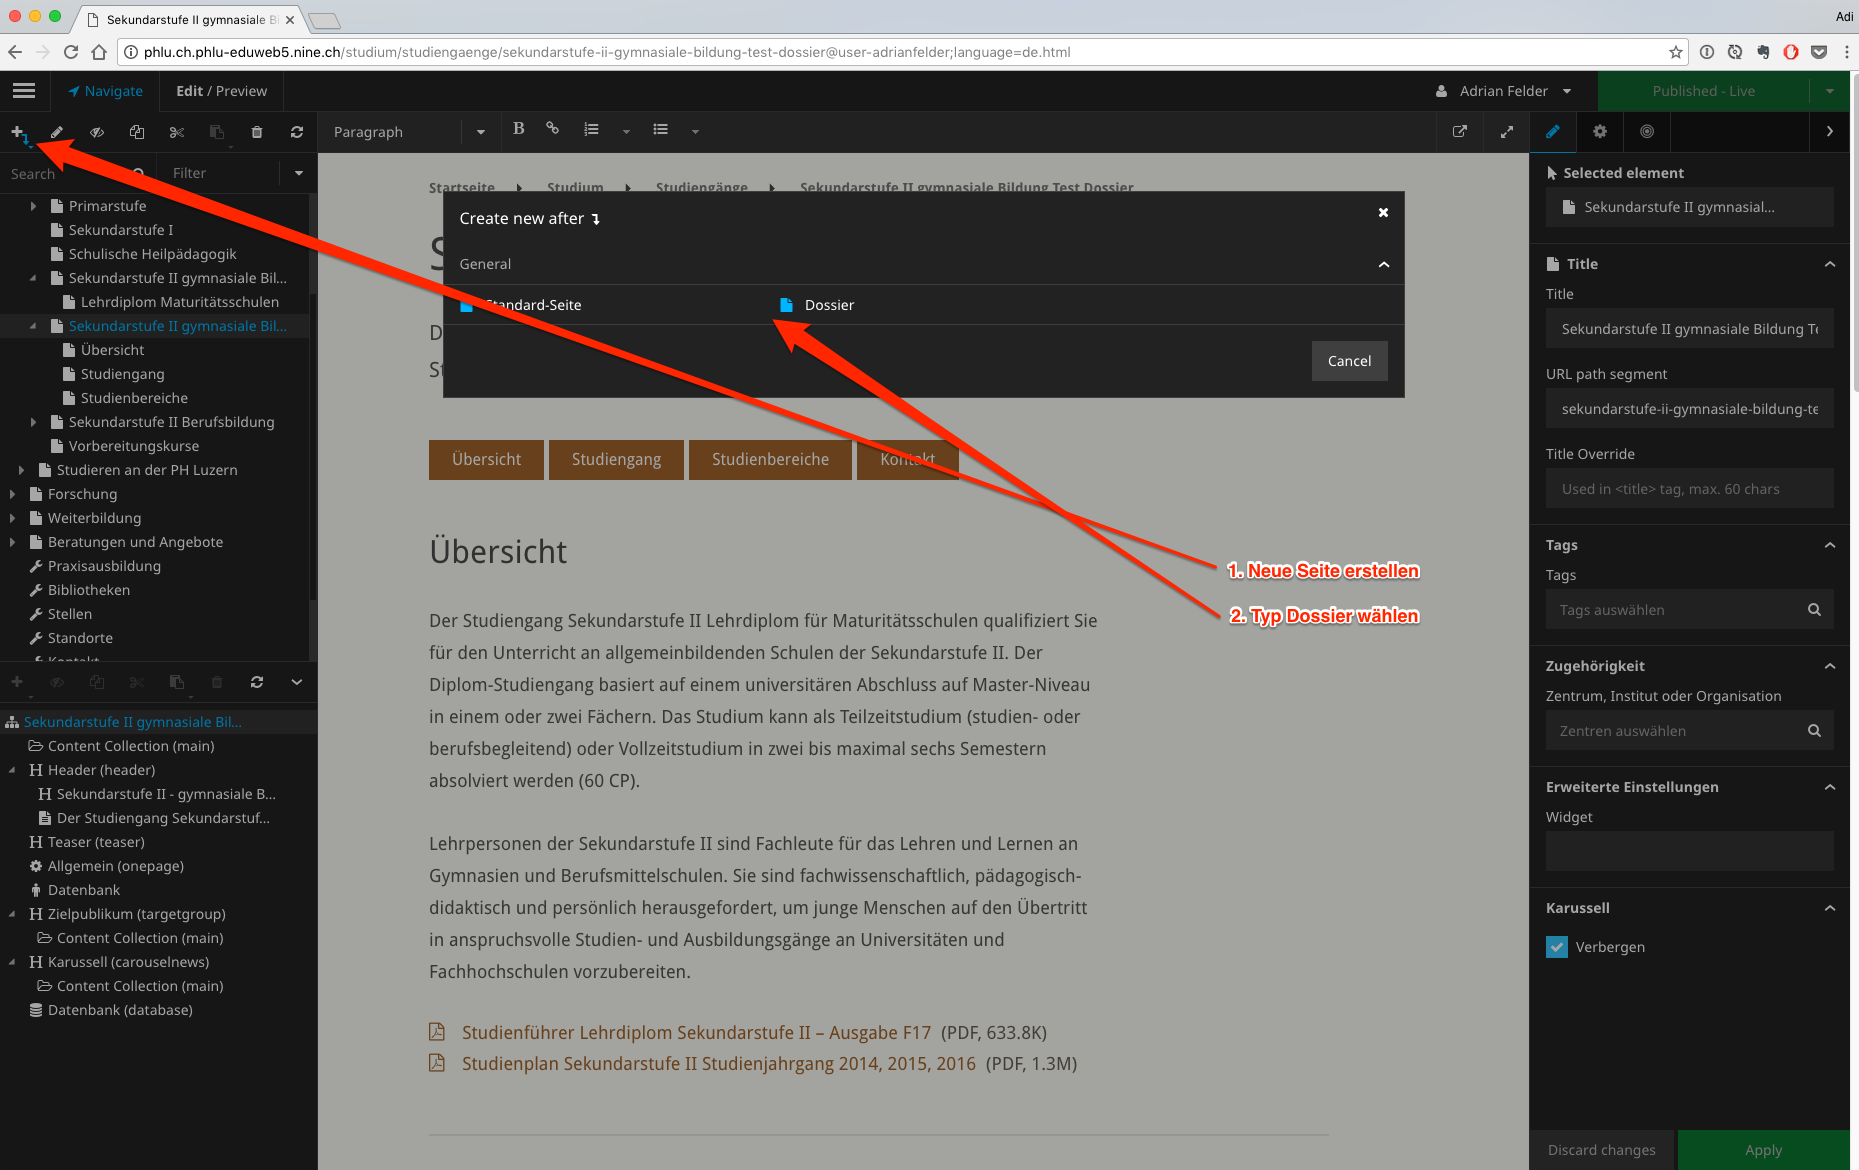 Sekundarstufe II gymnasiale B
Adi
phlu.ch.phlu-eduweb5.nine.ch/studium/studiengaenge/sekundarstufe-ii-gymnasiale-bildung-test-dossier@user-adrianfelder;language=de.html
Navigate
Edit / Preview
Adrian Felder
Published - Live
Paragraph
B
Search
Filter
Primarstufe
Sekundarstufe I
Schulische Heilpädagogik
Sekundarstufe II gymnasiale Bil...
Lehrdiplom Maturitätsschulen
Sekundarstufe II gymnasiale Bil...
Übersicht
Studiengang
Studienbereiche
Sekundarstufe II Berufsbildung
Vorbereitungskurse
Studieren an der PH Luzern
Forschung
Weiterbildung
Beratungen und Angebote
Praxisausbildung
Bibliotheken
Stellen
Standorte
Kontakt
Sekundarstufe II gymnasiale Bil...
Content Collection (main)
H Header (header)
H Sekundarstufe II - gymnasiale B...
Der Studiengang Sekundarstuf...
H Teaser (teaser)
Allgemein (onepage)
Datenbank
H Zielpublikum (targetgroup)
Content Collection (main)
H Karussell (carouselnews)
Content Collection (main)
Datenbank (database)
Startseite Studium Studiengänge Sekundarstufe II gymnasiale Bildung Test Dossier
Create new after
General
Standard-Seite
Dossier
Cancel
Übersicht
Studiengang
Studienbereiche
Kontakt
Übersicht
1. Neue Seite erstellen
2. Typ Dossier wählen
Der Studiengang Sekundarstufe II Lehrdiplom für Maturitätsschulen qualifiziert Sie
für den Unterricht an allgemeinbildenden Schulen der Sekundarstufe II. Der
Diplom-Studiengang basiert auf einem universitären Abschluss auf Master-Niveau
in einem oder zwei Fächern. Das Studium kann als Teilzeitstudium (studien- oder
berufsbegleitend) oder Vollzeitstudium in zwei bis maximal sechs Semestern
absolviert werden (60 CP).
Lehrpersonen der Sekundarstufe II sind Fachleute für das Lehren und Lernen an
Gymnasien und Berufsmittelschulen. Sie sind fachwissenschaftlich, pädagogisch-
didaktisch und persönlich herausgefordert, um junge Menschen auf den Übertritt
in anspruchsvolle Studien- und Ausbildungsgänge an Universitäten und
Fachhochschulen vorzubereiten.
Studienführer Lehrdiplom Sekundarstufe II – Ausgabe F17 (PDF, 633.8K)
Studienplan Sekundarstufe II Studienjahrgang 2014, 2015, 2016 (PDF, 1.3M)
Selected element
Sekundarstufe II gymnasial...
Title
Title
Sekundarstufe II gymnasiale Bildung Te
URL path segment
sekundarstufe-ii-gymnasiale-bildung-te
Title Override
Used in <title> tag, max. 60 chars
Tags
Tags
Tags auswählen
Zugehörigkeit
Zentrum, Institut oder Organisation
Zentren auswählen
Erweiterte Einstellungen
Widget
Karussell
Verbergen
Discard changes
Apply